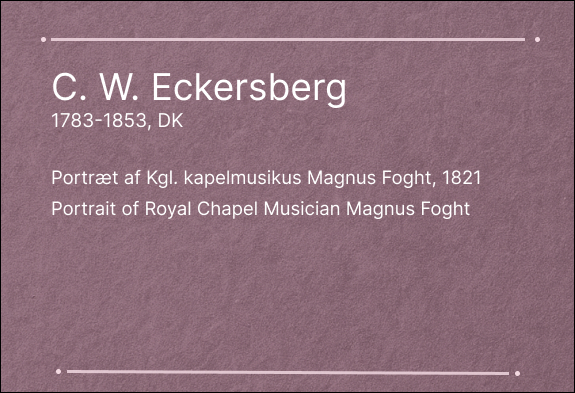 C. W. Eckersberg
1783-1853, DK
Portræt af Kgl. kapelmusikus Magnus Foght, 1821
Portrait of Royal Chapel Musician Magnus Foght